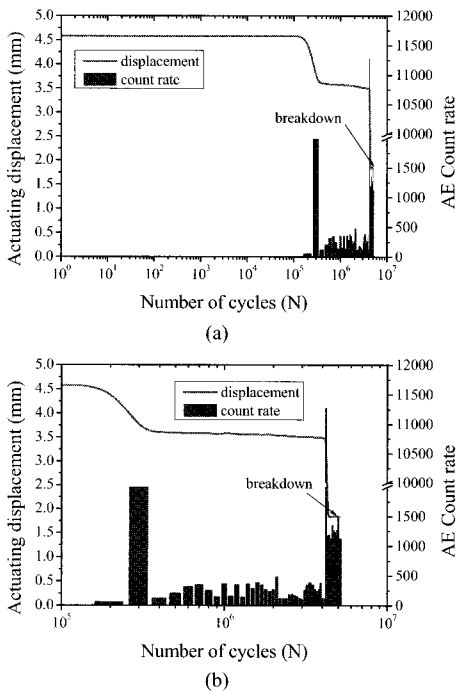 5.0
4.5
4.0
3.5
3.0
2.5
2.0
1.5
1.0
0.5
0.0
Actuating displacement (mm)
displacement
count rate
breakdown
12000
11500
11000
10500
10000
1500
1000
500
0
AE Count rate
10^0 10^1 10^2 10^3 10^4 10^5 10^6 10^7
Number of cycles (N)
(a)
5.0
4.5
4.0
3.5
3.0
2.5
2.0
1.5
1.0
0.5
0.0
Actuating displacement (mm)
displacement
count rate
breakdown
12000
11500
11000
10500
10000
1500
1000
500
0
AE Count rate
10^5 10^6 10^7
Number of cycles (N)
(b)